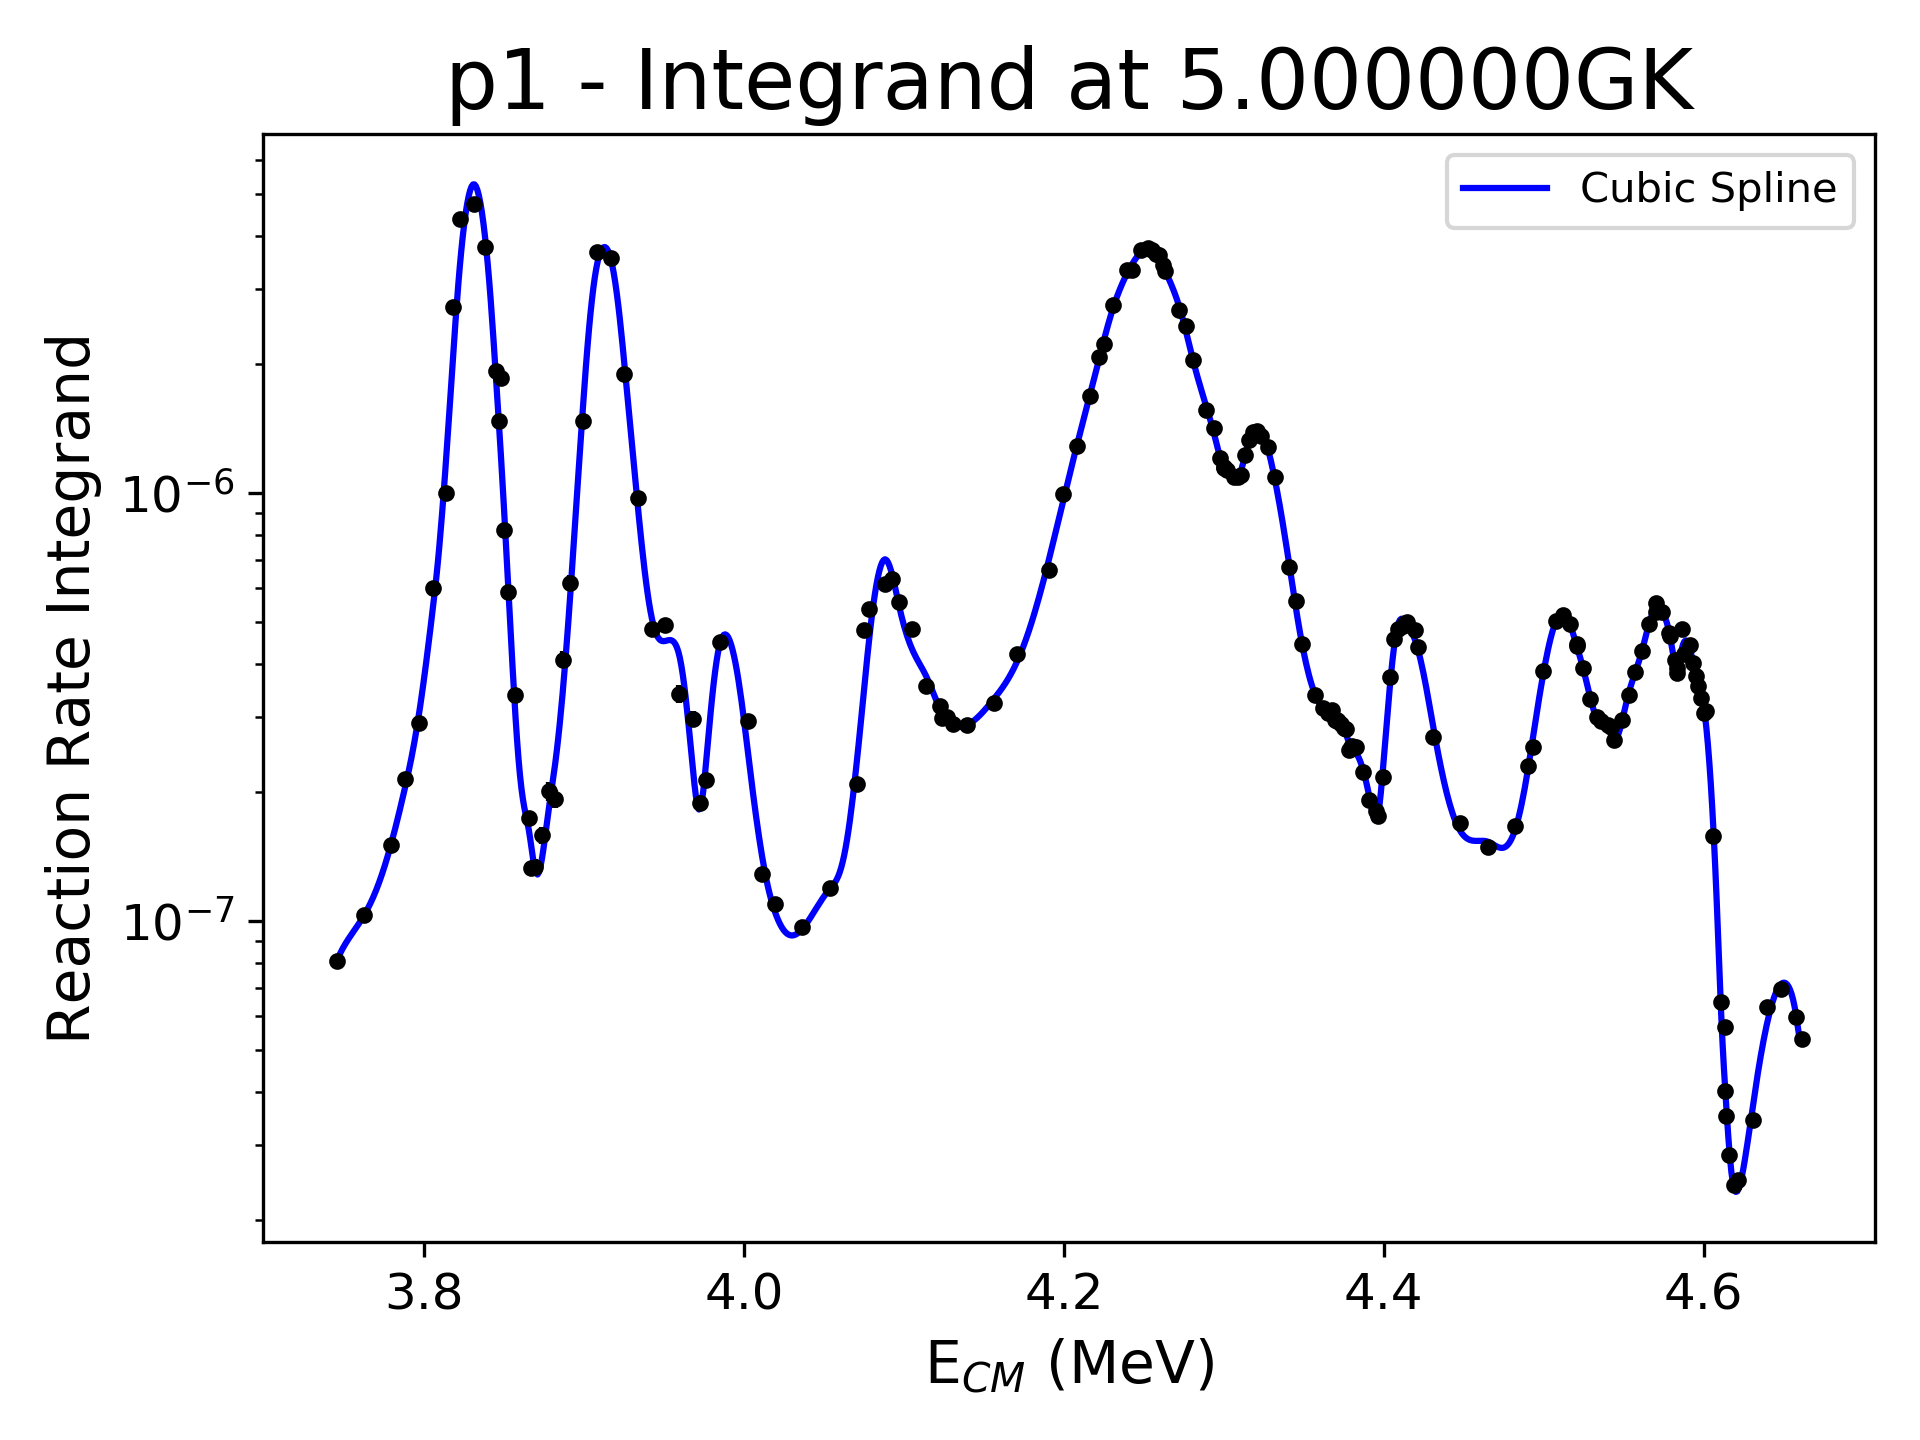 p1 - Integrand at 5.000000GK
Cubic Spline
Reaction Rate Integrand
10⁻⁶
10⁻⁷
3.8 4.0 4.2 4.4 4.6
E_CM (MeV)